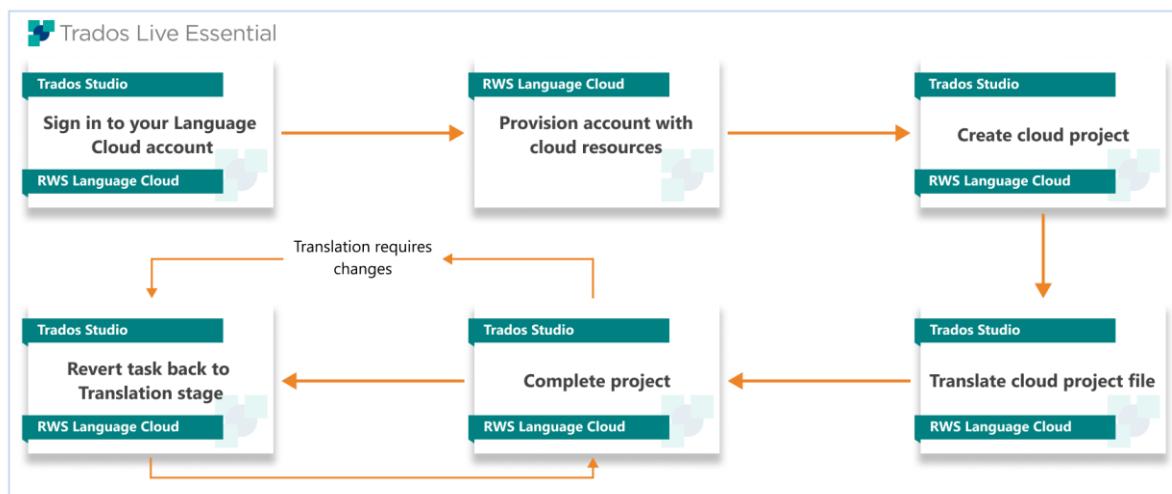 Trados Live Essential
Trados Studio
Sign in to your Language
Cloud account
RWS Language Cloud
RWS Language Cloud
Provision account with
cloud resources
Trados Studio
Create cloud project
RWS Language Cloud
Translation requires
changes
Trados Studio
Revert task back to
Translation stage
RWS Language Cloud
Trados Studio
Complete project
RWS Language Cloud
Trados Studio
Translate cloud project file
RWS Language Cloud